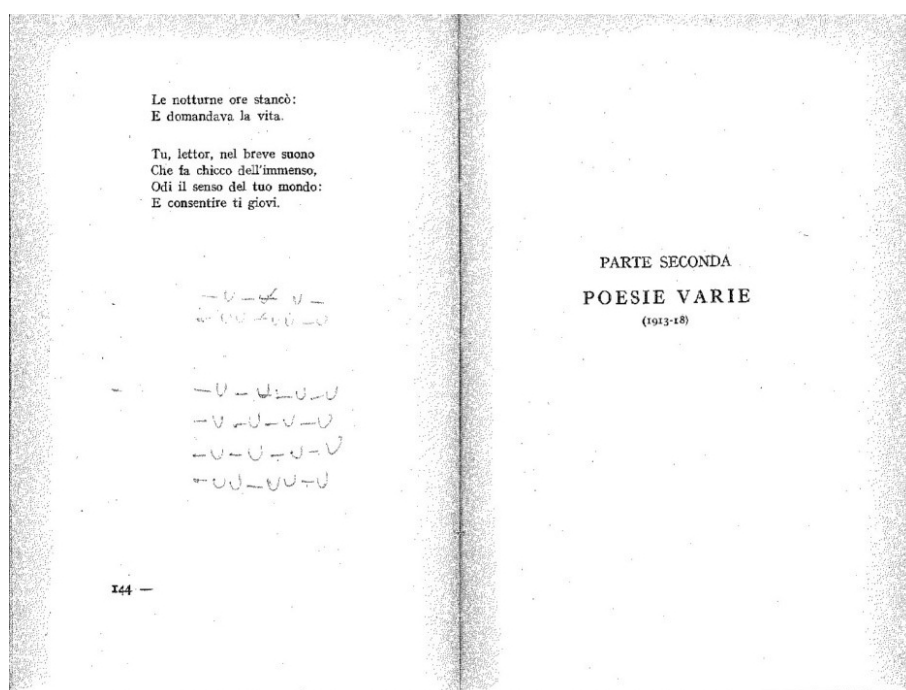 Le notturne ore stancò:
E domandava la vita.
Tu, lettor, nel breve suono
Che fa chicco dell'immenso,
Odi il senso del tuo mondo:
E consentire ti giovi.
144 —
PARTE SECONDA
POESIE VARIE
(1913-18)